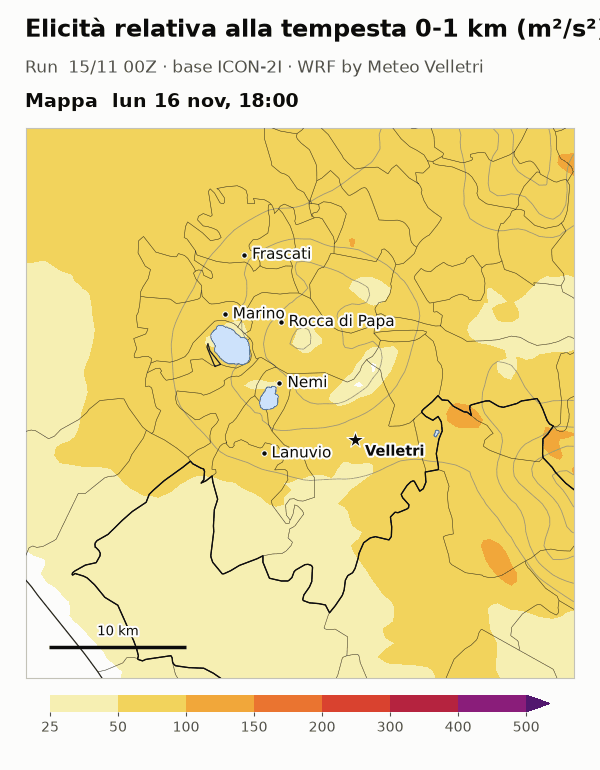 Elicità relativa alla tempesta 0-1 km (m²/s²)
Run  15/11 00Z · base ICON-2I · WRF by Meteo Velletri
Mappa  lun 16 nov, 18:00
Frascati
Marino
Rocca di Papa
Nemi
Velletri
Lanuvio
10 km
25 50 100 150 200 300 400 500